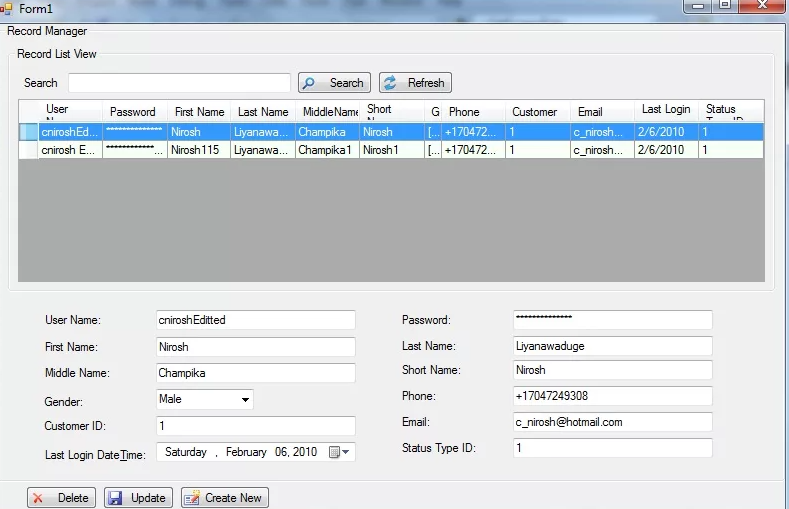 Form1
Record Manager
Record List View
Search Search Refresh
User Password First Name Last Name MiddleName Short G Phone Customer Email Last Login Status
cniroshEd... ************** Nirosh Liyanawa... Champika Nirosh [... +170472... 1 c_nirosh... 2/6/2010 1
cnirosh E... ************... Nirosh115 Liyanawa... Champika1 Nirosh1 [... +170472... 1 c_nirosh... 2/6/2010 1
User Name: cniroshEditted Password: **************
First Name: Nirosh Last Name: Liyanawaduge
Middle Name: Champika Short Name: Nirosh
Gender: Male Phone: +17047249308
Customer ID: 1 Email: c_nirosh@hotmail.com
Last Login DateTime: Saturday , February 06, 2010 Status Type ID: 1
Delete Update Create New